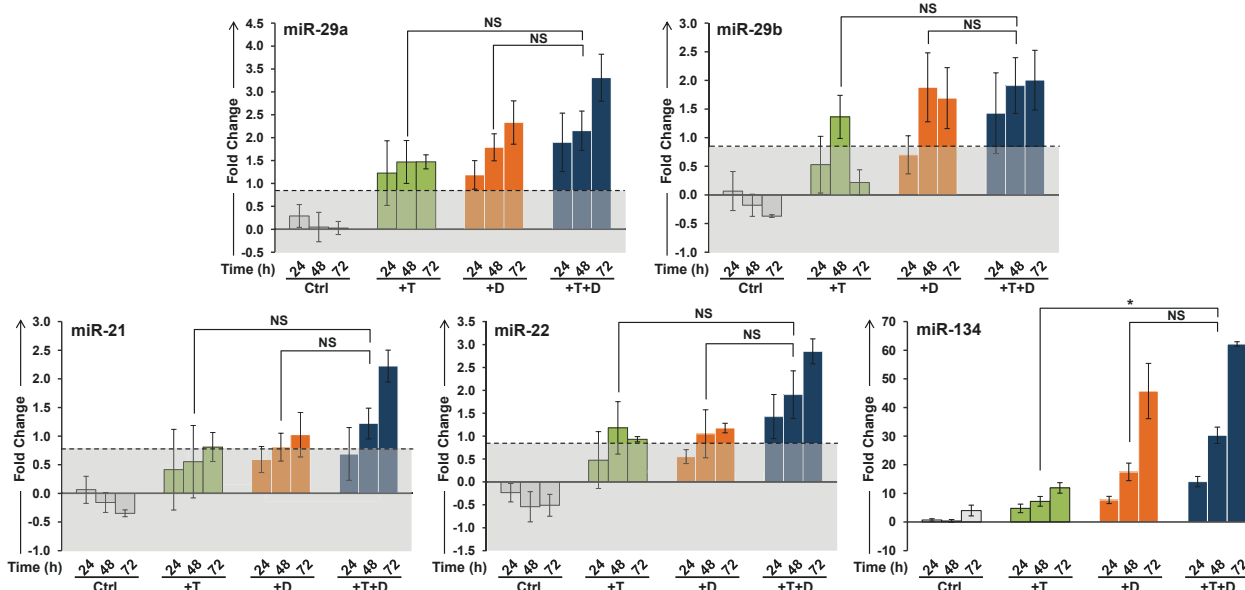 miR-29a
Fold Change
4.5
4.0
3.5
3.0
2.5
2.0
1.5
1.0
0.5
0.0
-0.5
NS
NS
Time (h)
24 48 72 24 48 72 24 48 72 24 48 72
Ctrl +T +D +T+D
miR-29b
Fold Change
3.0
2.5
2.0
1.5
1.0
0.5
0.0
-0.5
-1.0
NS
NS
Time (h)
24 48 72 24 48 72 24 48 72 24 48 72
Ctrl +T +D +T+D
miR-21
Fold Change
3.0
2.5
2.0
1.5
1.0
0.5
0.0
-0.5
-1.0
NS
NS
Time (h)
24 48 72 24 48 72 24 48 72 24 48 72
Ctrl +T +D +T+D
miR-22
Fold Change
3.5
3.0
2.5
2.0
1.5
1.0
0.5
0.0
-0.5
-1.0
-1.5
NS
NS
Time (h)
24 48 72 24 48 72 24 48 72 24 48 72
Ctrl +T +D +T+D
miR-134
Fold Change
70
60
50
40
30
20
10
0
-10
*
NS
Time (h)
24 48 72 24 48 72 24 48 72 24 48 72
Ctrl +T +D +T+D